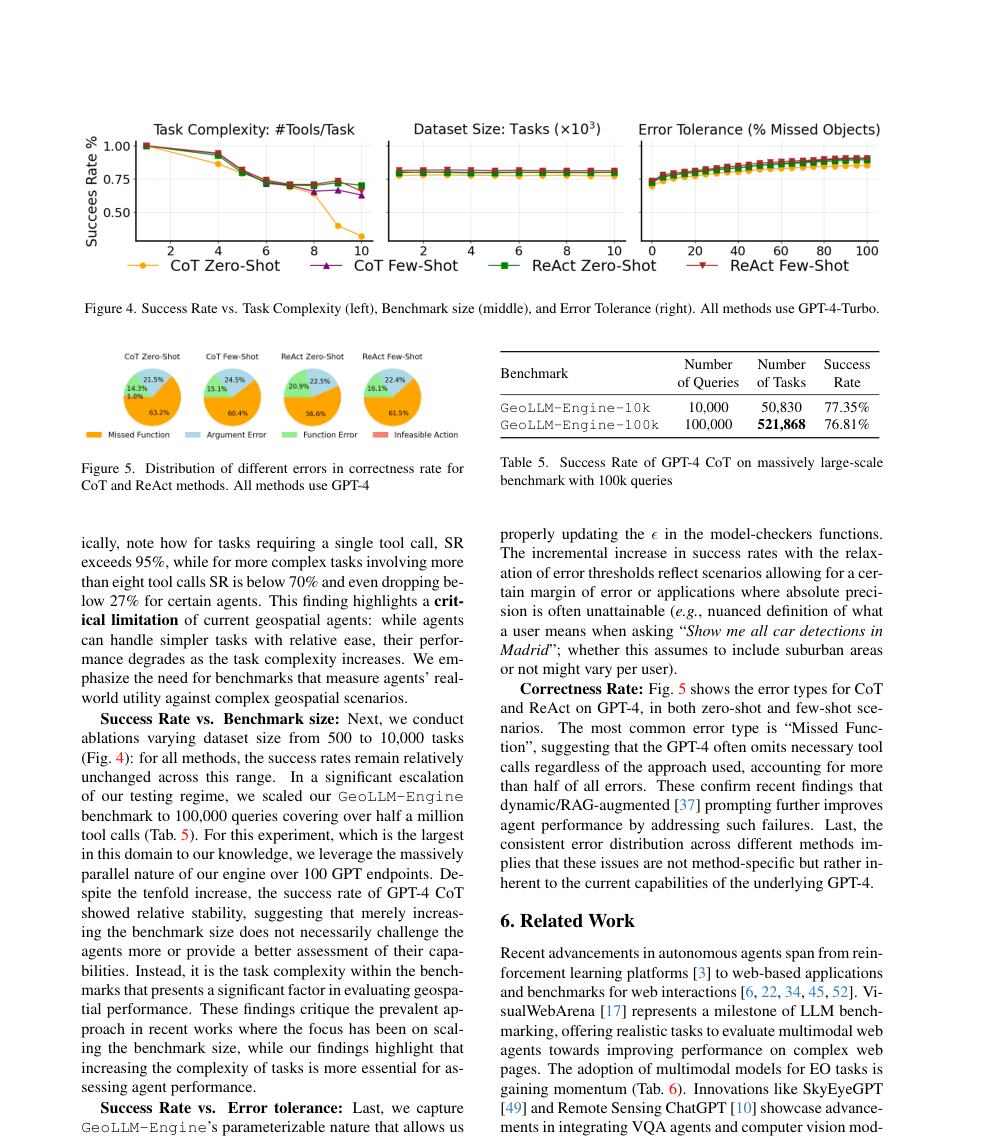 Task Complexity: #Tools/Task
Dataset Size: Tasks (×10³)
Error Tolerance (% Missed Objects)
Succees Rate %
1.00
0.75
0.50
2 4 6 8 10
2 4 6 8 10
0 20 40 60 80 100
CoT Zero-Shot
CoT Few-Shot
ReAct Zero-Shot
ReAct Few-Shot
Figure 4. Success Rate vs. Task Complexity (left), Benchmark size (middle), and Error Tolerance (right). All methods use GPT-4-Turbo.
CoT Zero-Shot
CoT Few-Shot
ReAct Zero-Shot
ReAct Few-Shot
21.5%
14.3%
1.0%
63.2%
24.5%
15.1%
60.4%
22.5%
20.9%
56.6%
22.4%
16.1%
61.5%
Missed Function
Argument Error
Function Error
Infeasible Action
Figure 5. Distribution of different errors in correctness rate for
CoT and ReAct methods. All methods use GPT-4
Benchmark Number of Queries Number of Tasks Success Rate
GeoLLM-Engine-10k 10,000 50,830 77.35%
GeoLLM-Engine-100k 100,000 521,868 76.81%
Table 5. Success Rate of GPT-4 CoT on massively large-scale
benchmark with 100k queries
ically, note how for tasks requiring a single tool call, SR
exceeds 95%, while for more complex tasks involving more
than eight tool calls SR is below 70% and even dropping be-
low 27% for certain agents. This finding highlights a crit-
ical limitation of current geospatial agents: while agents
can handle simpler tasks with relative ease, their perfor-
mance degrades as the task complexity increases. We em-
phasize the need for benchmarks that measure agents' real-
world utility against complex geospatial scenarios.
Success Rate vs. Benchmark size: Next, we conduct
ablations varying dataset size from 500 to 10,000 tasks
(Fig. 4): for all methods, the success rates remain relatively
unchanged across this range. In a significant escalation
of our testing regime, we scaled our GeoLLM-Engine
benchmark to 100,000 queries covering over half a million
tool calls (Tab. 5). For this experiment, which is the largest
in this domain to our knowledge, we leverage the massively
parallel nature of our engine over 100 GPT endpoints. De-
spite the tenfold increase, the success rate of GPT-4 CoT
showed relative stability, suggesting that merely increas-
ing the benchmark size does not necessarily challenge the
agents more or provide a better assessment of their capa-
bilities. Instead, it is the task complexity within the bench-
marks that presents a significant factor in evaluating geospa-
tial performance. These findings critique the prevalent ap-
proach in recent works where the focus has been on scal-
ing the benchmark size, while our findings highlight that
increasing the complexity of tasks is more essential for as-
sessing agent performance.
Success Rate vs. Error tolerance: Last, we capture
GeoLLM-Engine's parameterizable nature that allows us
properly updating the ϵ in the model-checkers functions.
The incremental increase in success rates with the relax-
ation of error thresholds reflect scenarios allowing for a cer-
tain margin of error or applications where absolute preci-
sion is often unattainable (e.g., nuanced definition of what
a user means when asking "Show me all car detections in
Madrid"; whether this assumes to include suburban areas
or not might vary per user).
Correctness Rate: Fig. 5 shows the error types for CoT
and ReAct on GPT-4, in both zero-shot and few-shot sce-
narios. The most common error type is "Missed Func-
tion", suggesting that the GPT-4 often omits necessary tool
calls regardless of the approach used, accounting for more
than half of all errors. These confirm recent findings that
dynamic/RAG-augmented [37] prompting further improves
agent performance by addressing such failures. Last, the
consistent error distribution across different methods im-
plies that these issues are not method-specific but rather in-
herent to the current capabilities of the underlying GPT-4.
6. Related Work
Recent advancements in autonomous agents span from rein-
forcement learning platforms [3] to web-based applications
and benchmarks for web interactions [6, 22, 34, 45, 52]. Vi-
sualWebArena [17] represents a milestone of LLM bench-
marking, offering realistic tasks to evaluate multimodal web
agents towards improving performance on complex web
pages. The adoption of multimodal models for EO tasks is
gaining momentum (Tab. 6). Innovations like SkyEyeGPT
[49] and Remote Sensing ChatGPT [10] showcase advance-
ments in integrating VQA agents and computer vision mod-